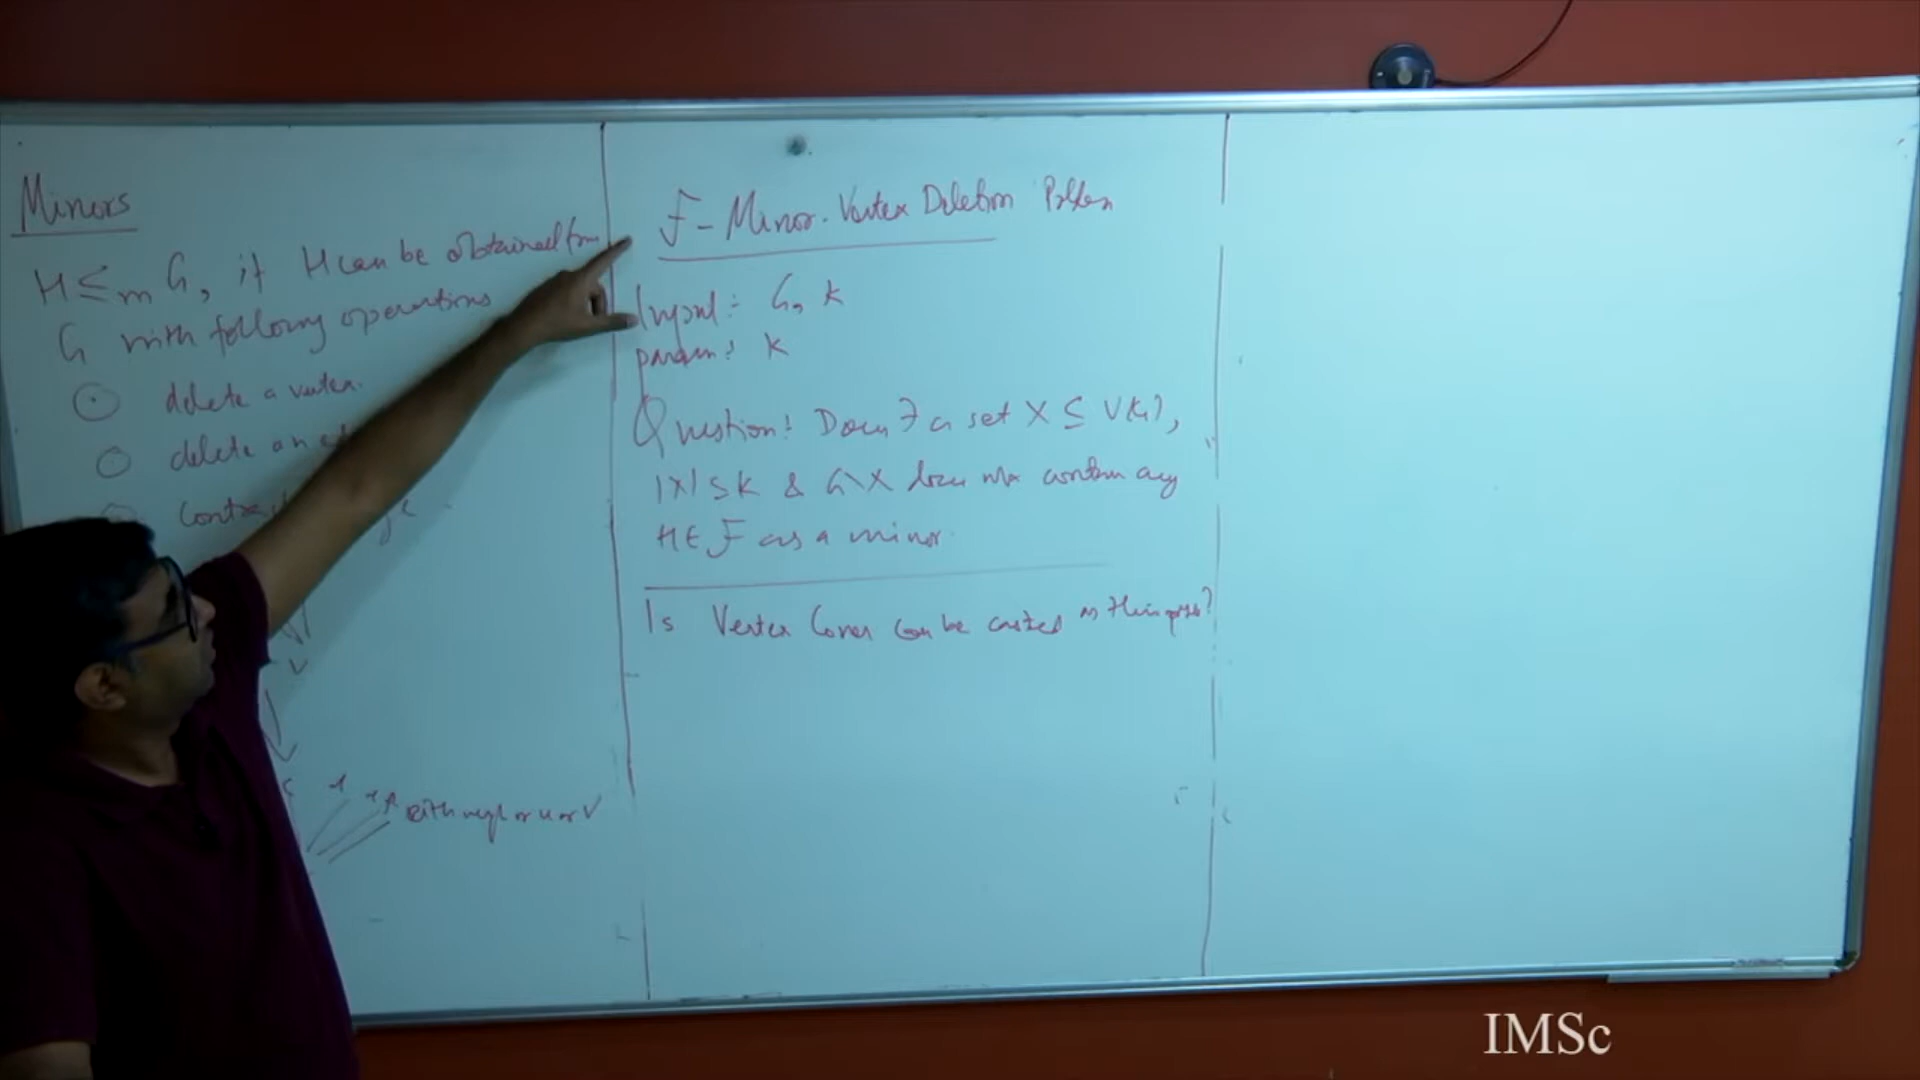 Minors
H ≤m G, if H can be obtained from
G with following operations
delete a vertex.
delete an
F - Minor. Vertex Deletion Problem
Input: G, k
param: k
Question: Does ∃ a set X ⊆ V(G),
|X| ≤ k & G\X does not contain any
H ∈ F as a minor.
Is Vertex Cover can be casted as this prob?
or u or v
IMSc